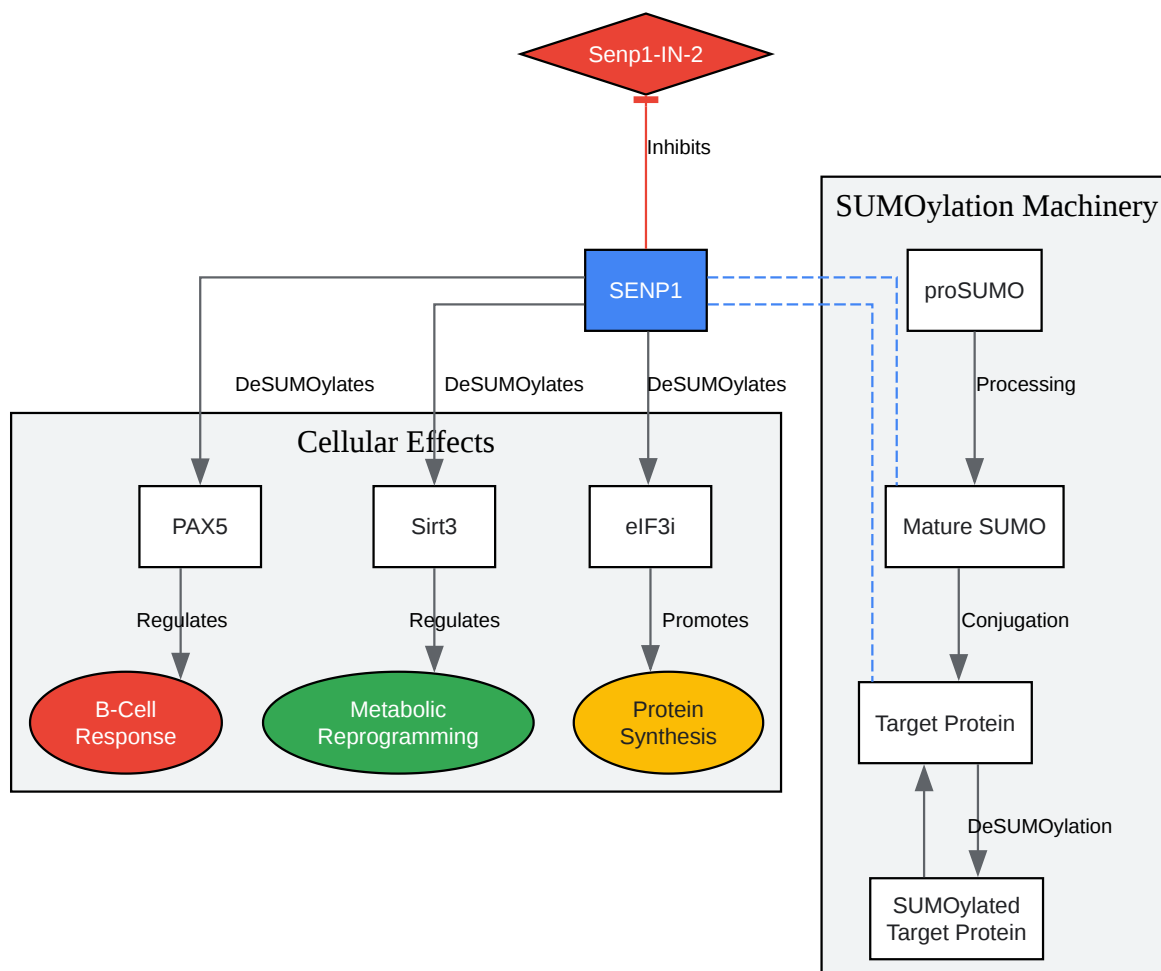 Senp1-IN-2
Inhibits
SUMOylation Machinery
SENP1
proSUMO
DeSUMOylates
DeSUMOylates
DeSUMOylates
Processing
Cellular Effects
PAX5
Sirt3
eIF3i
Mature SUMO
Regulates
Regulates
Promotes
Conjugation
B-Cell
Response
Metabolic
Reprogramming
Protein
Synthesis
Target Protein
DeSUMOylation
SUMOylated
Target Protein